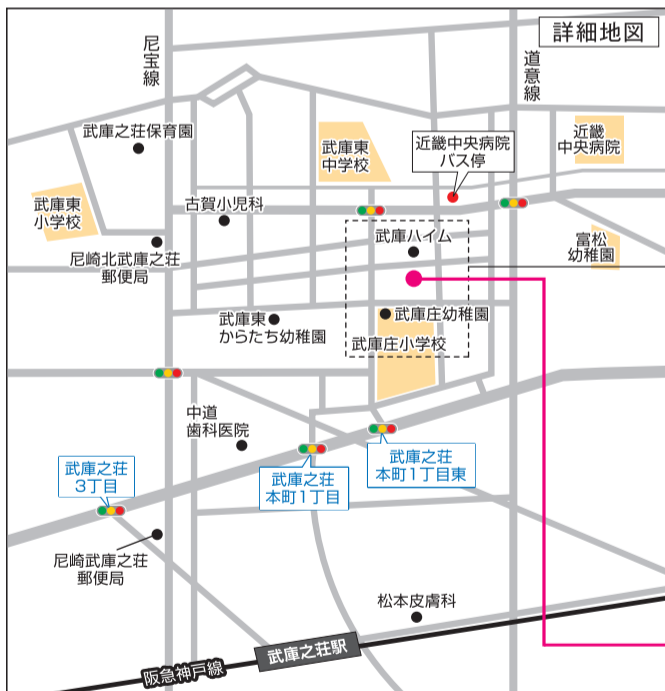 詳細地図
尼宝線
道意線
武庫之荘保育園
武庫東
中学校
近畿中央病院
バス停
近畿
中央病院
武庫東
小学校
古賀小児科
武庫ハイム
富松
幼稚園
尼崎北武庫之荘
郵便局
武庫東
からたち幼稚園
武庫庄幼稚園
武庫庄小学校
中道
歯科医院
武庫之荘
3丁目
武庫之荘
本町1丁目
武庫之荘
本町1丁目東
尼崎武庫之荘
郵便局
松本皮膚科
武庫之荘駅
阪急神戸線